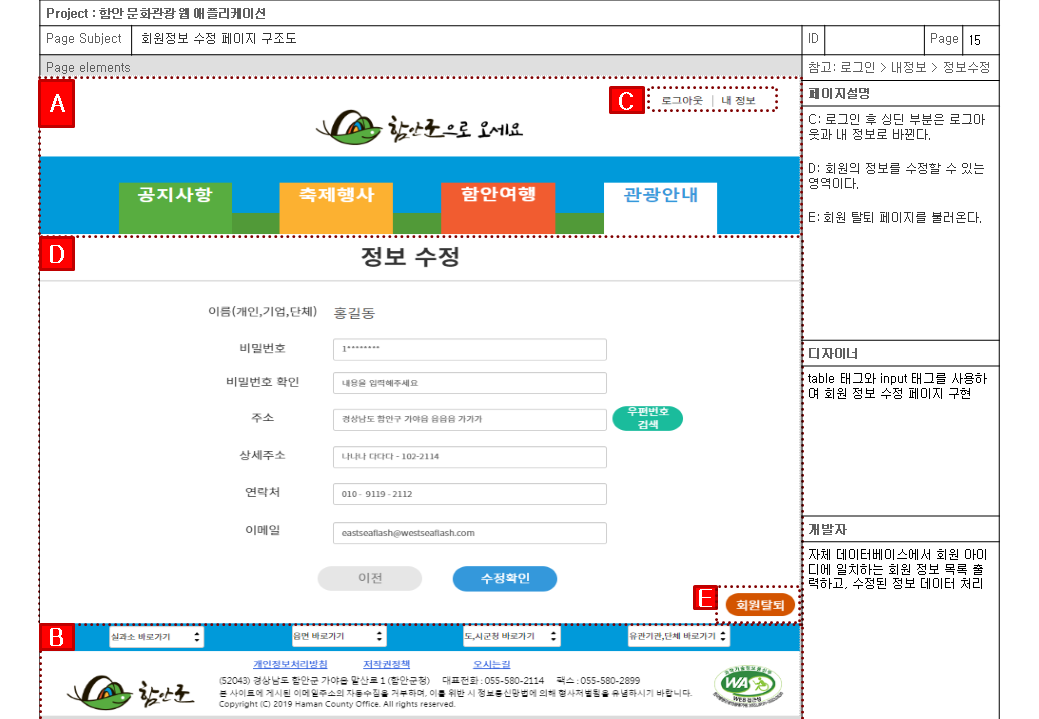 Project : 함안 문화관광 웹 애플리케이션
Page Subject 회원정보 수정 페이지 구조도 ID Page 15
Page elements 참고: 로그인 > 내정보 > 정보수정
A
C 로그아웃 | 내 정보
함안군으로 오세요
공지사항 축제행사 함안여행 관광안내
D 정보 수정
이름(개인,기업,단체) 홍길동
비밀번호 1********
비밀번호 확인 내용을 입력해주세요
주소 경상남도 함안구 가야읍 음음음 가가가 우편번호
검색
상세주소 나나나 다다다 - 102-2114
연락처 010 - 9119 - 2112
이메일 eastseaflash@westseaflash.com
이전 수정확인
E 회원탈퇴
B 실과소 바로가기 읍면 바로가기 도,시군청 바로가기 유관기관,단체 바로가기
개인정보처리방침 저작권정책 오시는길
(52043) 경상남도 함안군 가야읍 말산로 1 (함안군청) 대표전화 : 055-580-2114 팩스 : 055-580-2899
본 사이트에 게시된 이메일주소의 자동수집을 거부하며, 이를 위반 시 정보통신망법에 의해 형사처벌됨을 유념하시기 바랍니다.
Copyright (C) 2019 Haman County Office. All rights reserved.
함안군
WA
WEB 접근성
페이지설명
C: 로그인 후 상단 부분은 로그아
웃과 내 정보로 바뀐다.
D: 회원의 정보를 수정할 수 있는
영역이다.
E: 회원 탈퇴 페이지를 불러온다.
디자이너
table 태그와 input 태그를 사용하
여 회원 정보 수정 페이지 구현
개발자
자체 데이터베이스에서 회원 아이
디에 일치하는 회원 정보 목록 출
력하고, 수정된 정보 데이터 처리